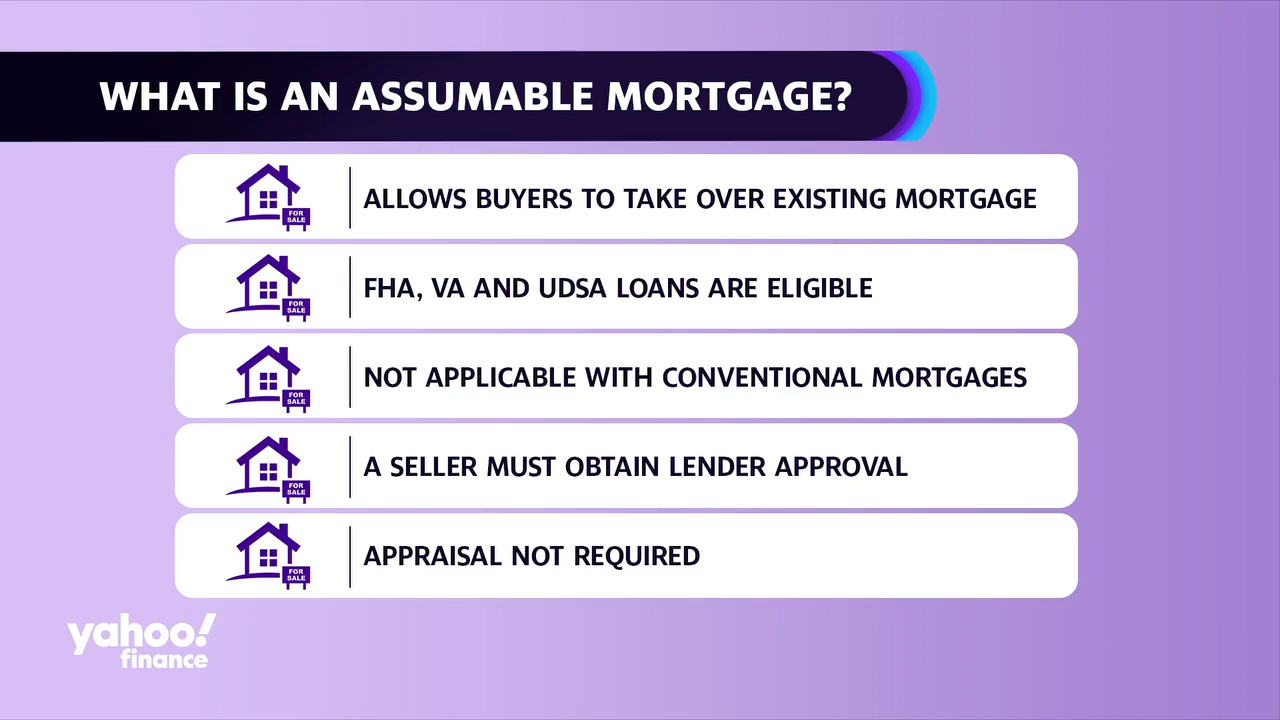 WHAT IS AN ASSUMABLE MORTGAGE?
FOR
SALE
ALLOWS BUYERS TO TAKE OVER EXISTING MORTGAGE
FOR
SALE
FHA, VA AND UDSA LOANS ARE ELIGIBLE
FOR
SALE
NOT APPLICABLE WITH CONVENTIONAL MORTGAGES
FOR
SALE
A SELLER MUST OBTAIN LENDER APPROVAL
FOR
SALE
APPRAISAL NOT REQUIRED
yahoo!
finance